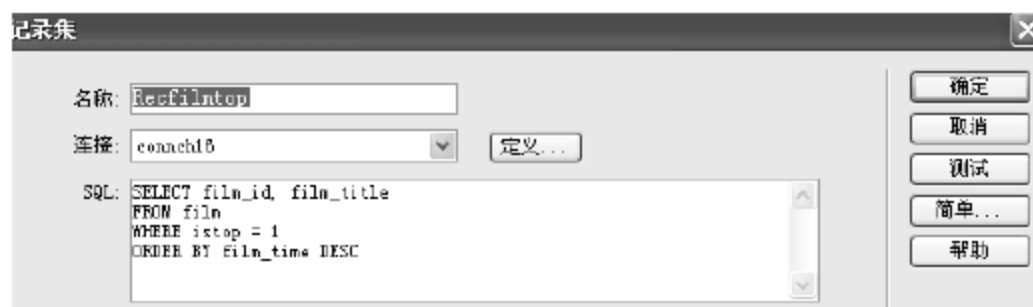 记录集
名称: Recfilmtop
确定
取消
连接: connch18
定义...
测试
SQL: SELECT film_id, film_title
FROM film
WHERE istop = 1
ORDER BY film_time DESC
简单...
帮助